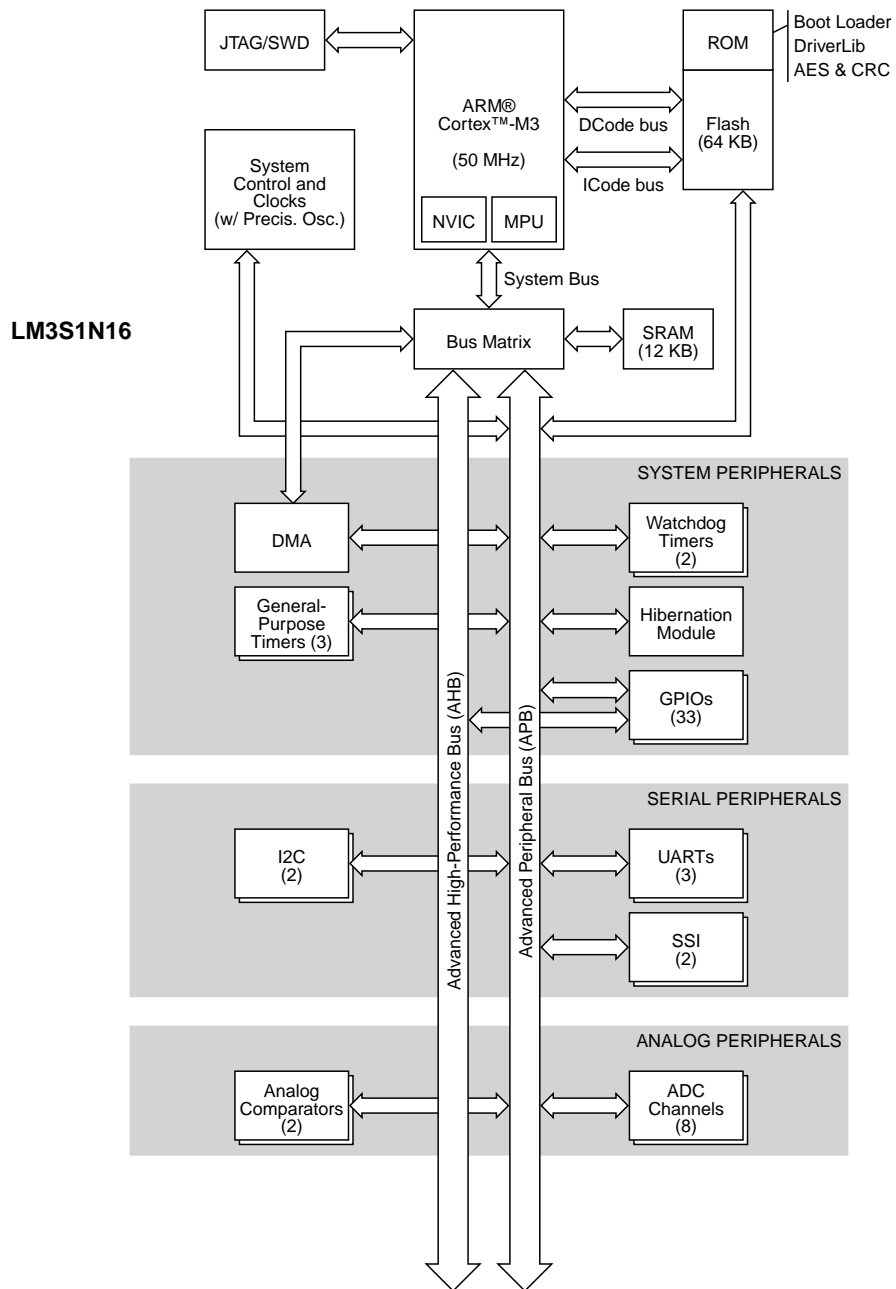 JTAG/SWD
ARM®
Cortex™-M3
(50 MHz)
NVIC
MPU
ROM
Boot Loader
DriverLib
AES & CRC
Flash
(64 KB)
DCode bus
ICode bus
System
Control and
Clocks
(w/ Precis. Osc.)
System Bus
LM3S1N16
Bus Matrix
SRAM
(12 KB)
SYSTEM PERIPHERALS
DMA
Watchdog
Timers
(2)
General-
Purpose
Timers (3)
Hibernation
Module
GPIOs
(33)
Advanced High-Performance Bus (AHB)
Advanced Peripheral Bus (APB)
SERIAL PERIPHERALS
I2C
(2)
UARTs
(3)
SSI
(2)
ANALOG PERIPHERALS
Analog
Comparators
(2)
ADC
Channels
(8)